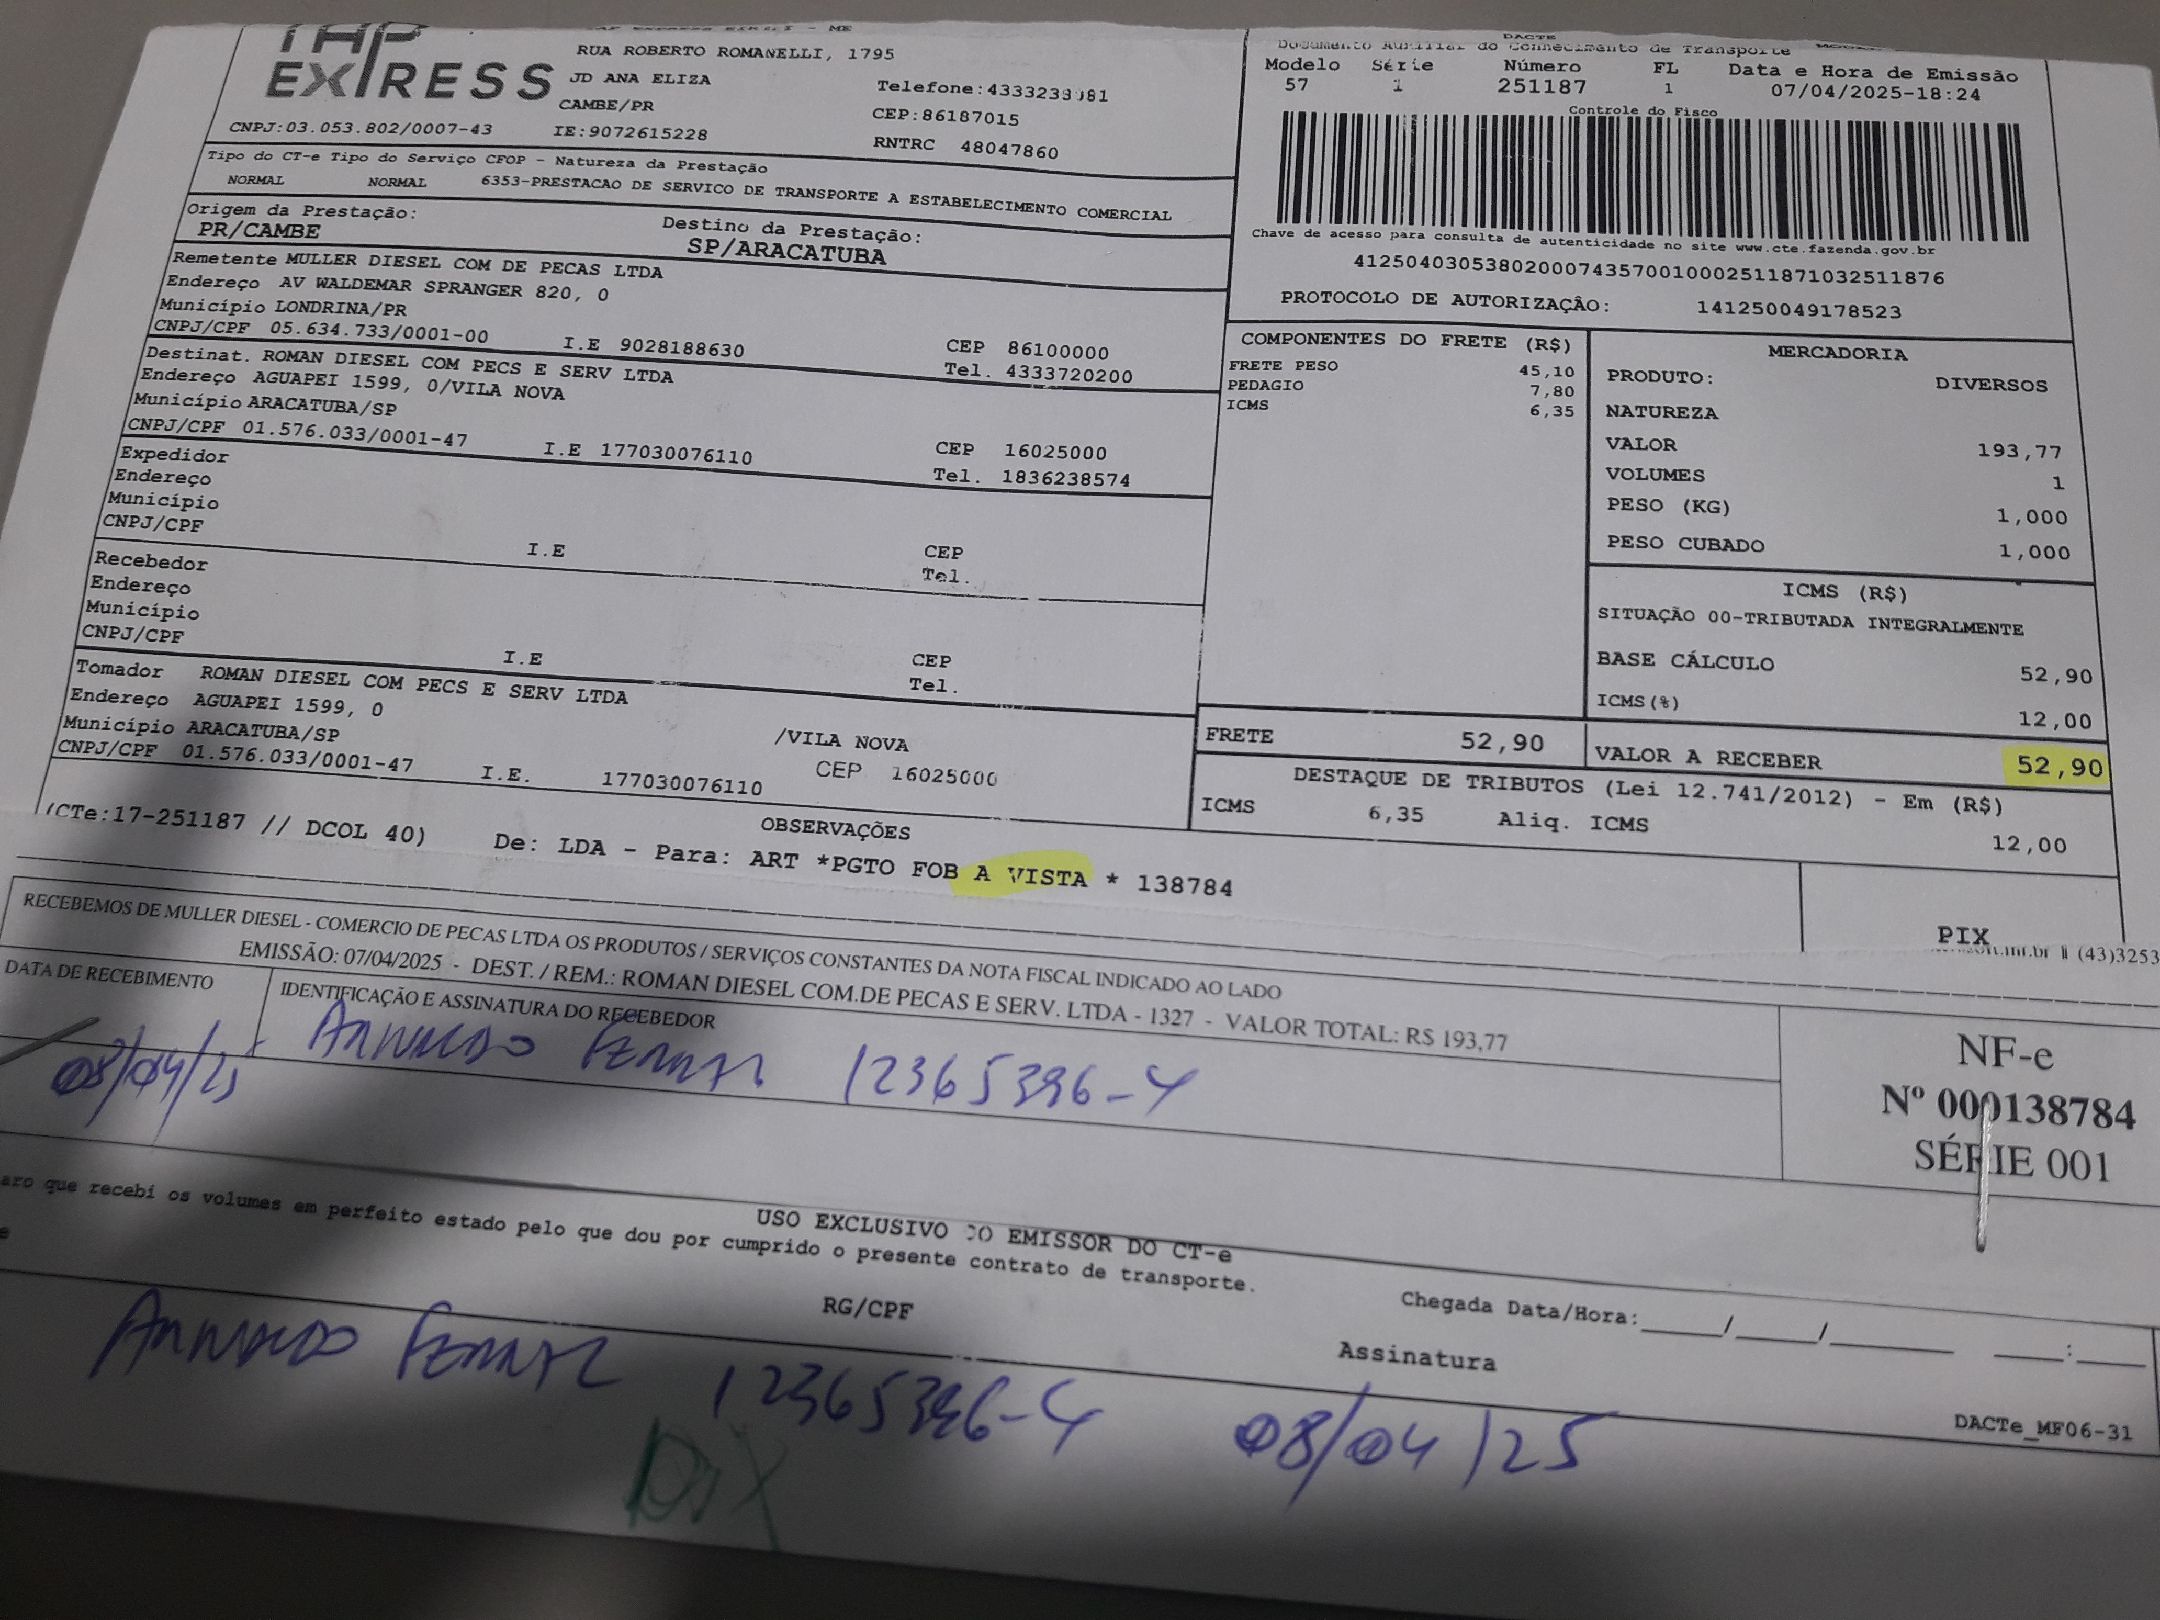 EXPRESS
RUA ROBERTO ROMANELLI, 1795
JD ANA ELIZA
CAMBE/PR
Telefone:4333233981
CEP:86187015
CNPJ:03.053.802/0007-43 IE:9072615228 RNTRC 48047860
DACTE
Documento Auxiliar do Conhecimento de Transporte
Modelo Série Número FL Data e Hora de Emissão
57 1 251187 1 07/04/2025-18:24
Controle do Fisco
Chave de acesso para consulta de autenticidade no site www.cte.fazenda.gov.br
41250403053802000743570010002511871032511876
PROTOCOLO DE AUTORIZAÇÂO: 141250049178523
Tipo do CT-e Tipo do Serviço CFOP - Natureza da Prestação
NORMAL NORMAL 6353-PRESTACAO DE SERVICO DE TRANSPORTE A ESTABELECIMENTO COMERCIAL
Origem da Prestação: Destino da Prestação:
PR/CAMBE SP/ARACATUBA
Remetente MULLER DIESEL COM DE PECAS LTDA
Endereço AV WALDEMAR SPRANGER 820, 0
Município LONDRINA/PR CEP 86100000
CNPJ/CPF 05.634.733/0001-00 I.E 9028188630 Tel. 4333720200
Destinat. ROMAN DIESEL COM PECS E SERV LTDA
Endereço AGUAPEI 1599, 0/VILA NOVA
Município ARACATUBA/SP CEP 16025000
CNPJ/CPF 01.576.033/0001-47 I.E 177030076110 Tel. 1836238574
Expedidor
Endereço
Município CEP
CNPJ/CPF I.E Tel.
Recebedor
Endereço
Município CEP
CNPJ/CPF I.E Tel.
Tomador ROMAN DIESEL COM PECS E SERV LTDA
Endereço AGUAPEI 1599, 0 /VILA NOVA
Município ARACATUBA/SP CEP 16025000
CNPJ/CPF 01.576.033/0001-47 I.E. 177030076110
COMPONENTES DO FRETE (R$)
FRETE PESO 45,10
PEDAGIO 7,80
ICMS 6,35
MERCADORIA
PRODUTO: DIVERSOS
NATUREZA
VALOR 193,77
VOLUMES 1
PESO (KG) 1,000
PESO CUBADO 1,000
ICMS (R$)
SITUAÇÃO 00-TRIBUTADA INTEGRALMENTE
BASE CÁLCULO 52,90
ICMS(%) 12,00
FRETE 52,90 VALOR A RECEBER 52,90
DESTAQUE DE TRIBUTOS (Lei 12.741/2012) - Em (R$)
ICMS 6,35 Aliq. ICMS 12,00
OBSERVAÇÕES
(CTe:17-251187 // DCOL 40) De: LDA - Para: ART *PGTO FOB A VISTA * 138784
PIX
(43)3253
RECEBEMOS DE MULLER DIESEL - COMERCIO DE PECAS LTDA OS PRODUTOS / SERVIÇOS CONSTANTES DA NOTA FISCAL INDICADO AO LADO
EMISSÃO: 07/04/2025 - DEST. / REM.: ROMAN DIESEL COM.DE PECAS E SERV. LTDA - 1327 - VALOR TOTAL: R$ 193,77
DATA DE RECEBIMENTO IDENTIFICAÇÃO E ASSINATURA DO RECEBEDOR
08/04/25 12365396-4
NF-e
Nº 000138784
SÉRIE 001
USO EXCLUSIVO DO EMISSOR DO CT-e
aro que recebi os volumes em perfeito estado pelo que dou por cumprido o presente contrato de transporte.
e RG/CPF Assinatura
Chegada Data/Hora:_____/_____/________ ____:____
12365396-4 08/04/25
PIX
DACTe_MF06-31